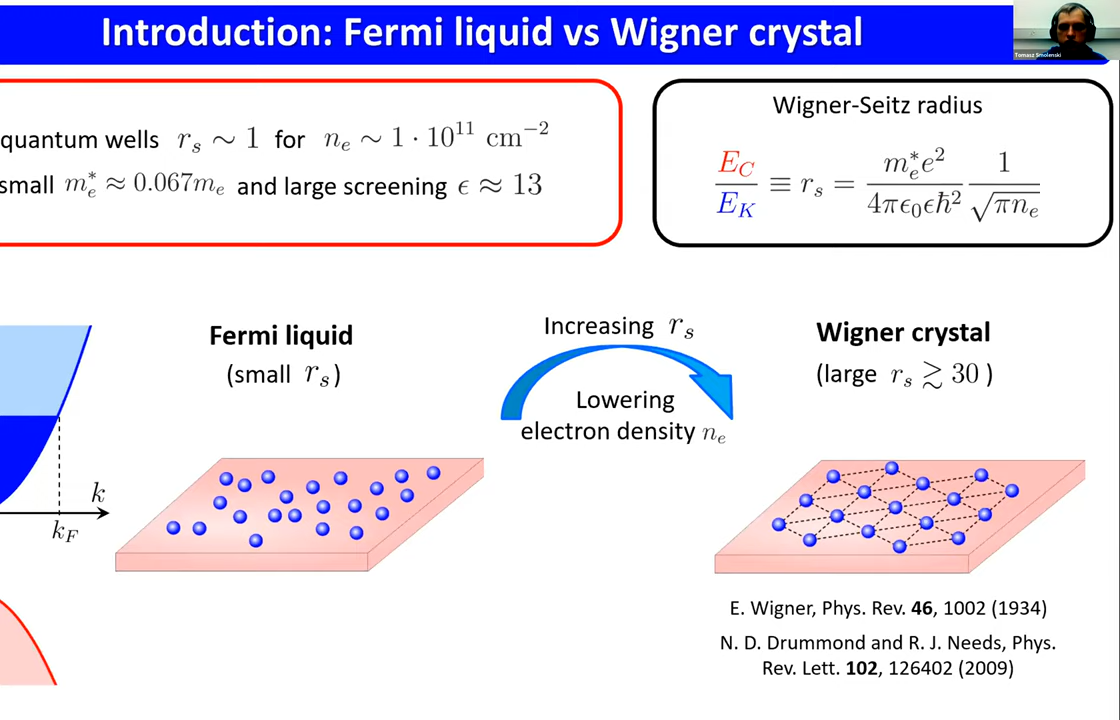 Introduction: Fermi liquid vs Wigner crystal
Tomasz Smolenski
quantum wells r_s ∼ 1 for n_e ∼ 1 · 10^11 cm^−2
small m_e^* ≈ 0.067m_e and large screening ϵ ≈ 13
Wigner-Seitz radius
E_C/E_K ≡ r_s = m_e^* e^2/(4πϵ_0ϵℏ^2) 1/√(πn_e)
k
k_F
Fermi liquid
(small r_s)
Increasing r_s
Lowering
electron density n_e
Wigner crystal
(large r_s ≳ 30 )
E. Wigner, Phys. Rev. 46, 1002 (1934)
N. D. Drummond and R. J. Needs, Phys.
Rev. Lett. 102, 126402 (2009)